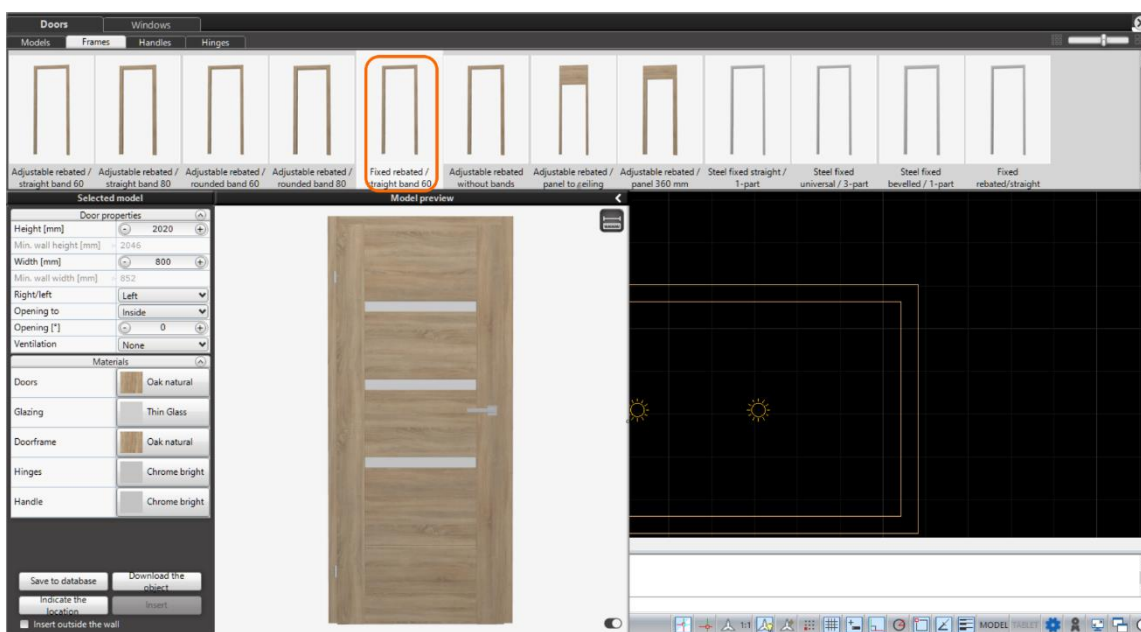 Doors
Windows
Models
Frames
Handles
Hinges
Adjustable rebated /
straight band 60
Adjustable rebated /
straight band 80
Adjustable rebated /
rounded band 60
Adjustable rebated /
rounded band 80
Fixed rebated /
straight band 60
Adjustable rebated
without bands
Adjustable rebated /
panel to ceiling
Adjustable rebated /
panel 360 mm
Steel fixed straight /
1-part
Steel fixed
universal / 3-part
Steel fixed
bevelled / 1-part
Fixed
rebated/straight
Selected model
Door properties
Height [mm] - 2020 +
Min. wall height [mm] 2046
Width [mm] - 800 +
Min. wall width [mm] 852
Right/left Left
Opening to Inside
Opening [°] - 0 +
Ventilation None
Materials
Doors Oak natural
Glazing Thin Glass
Doorframe Oak natural
Hinges Chrome bright
Handle Chrome bright
Save to database
Download the
object
Indicate the
location
Insert
Insert outside the wall
Model preview
1:1
MODEL
TABLET